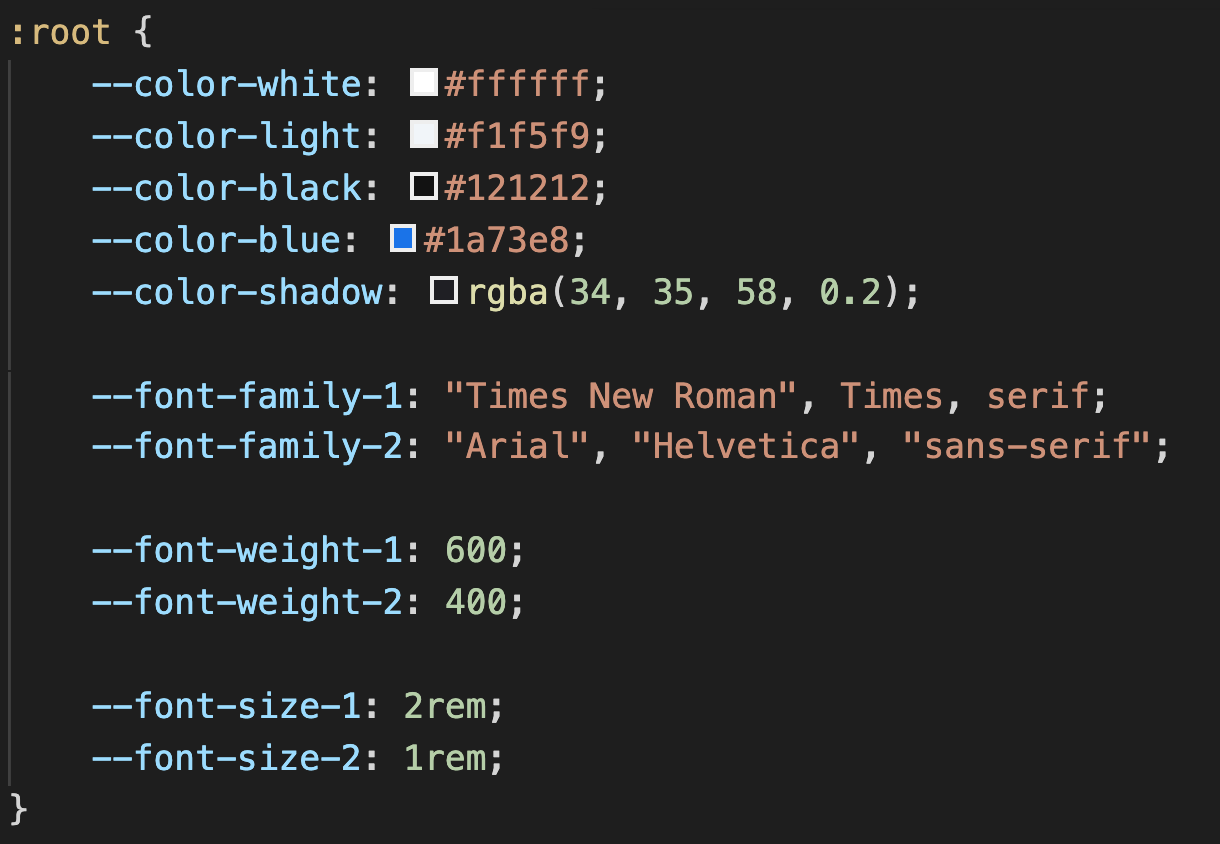 :root {
    --color-white: #ffffff;
    --color-light: #f1f5f9;
    --color-black: #121212;
    --color-blue: #1a73e8;
    --color-shadow: rgba(34, 35, 58, 0.2);

    --font-family-1: "Times New Roman", Times, serif;
    --font-family-2: "Arial", "Helvetica", "sans-serif";

    --font-weight-1: 600;
    --font-weight-2: 400;

    --font-size-1: 2rem;
    --font-size-2: 1rem;
}